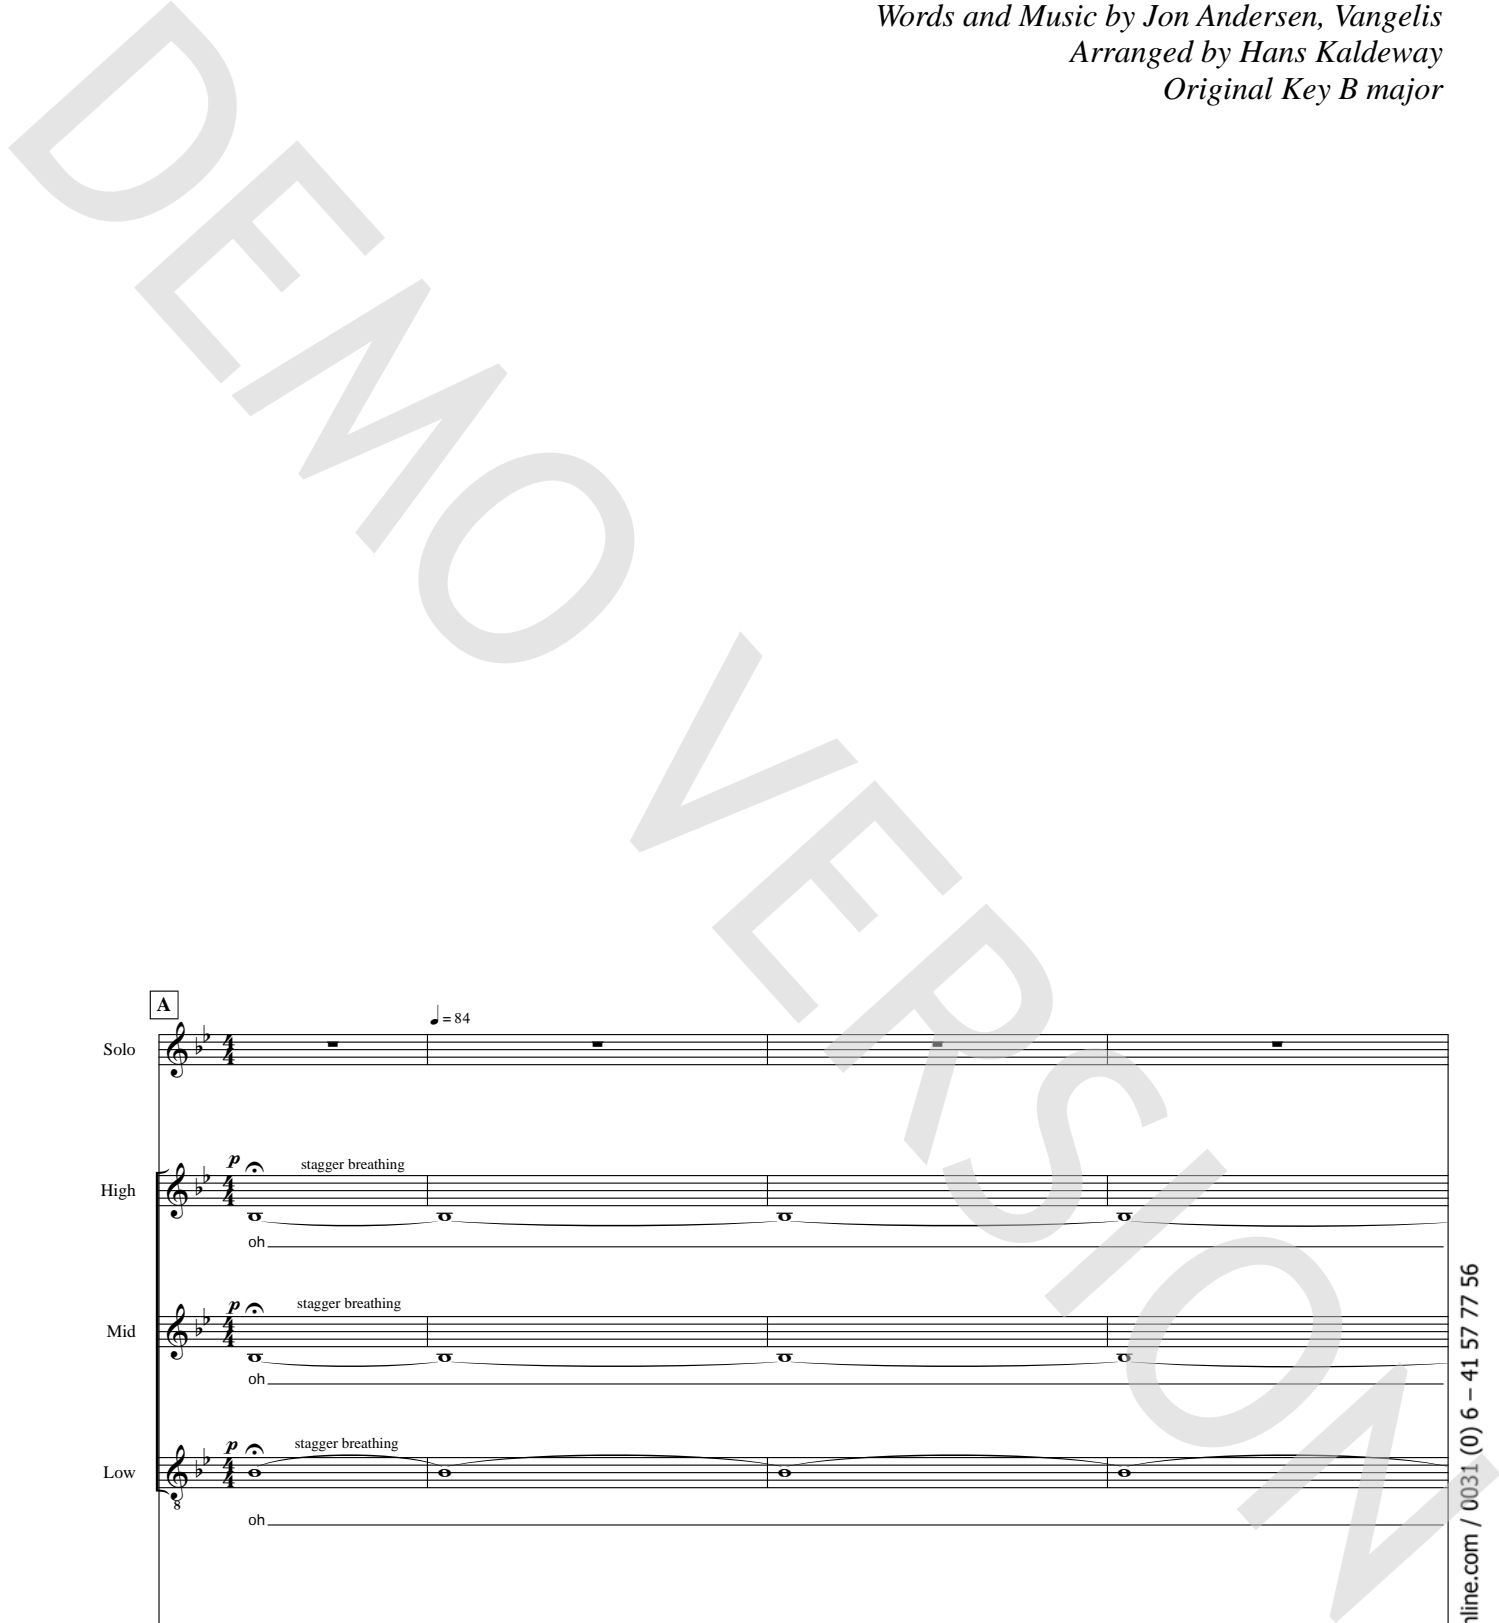 Words and Music by Jon Andersen, Vangelis
Arranged by Hans Kaldeway
Original Key B major
DEMO VERSION
A
= 84
Solo
p
stagger breathing
High
oh
p
stagger breathing
Mid
oh
p
stagger breathing
Low
8
oh
nline.com / 0031 (0) 6 – 41 57 77 56